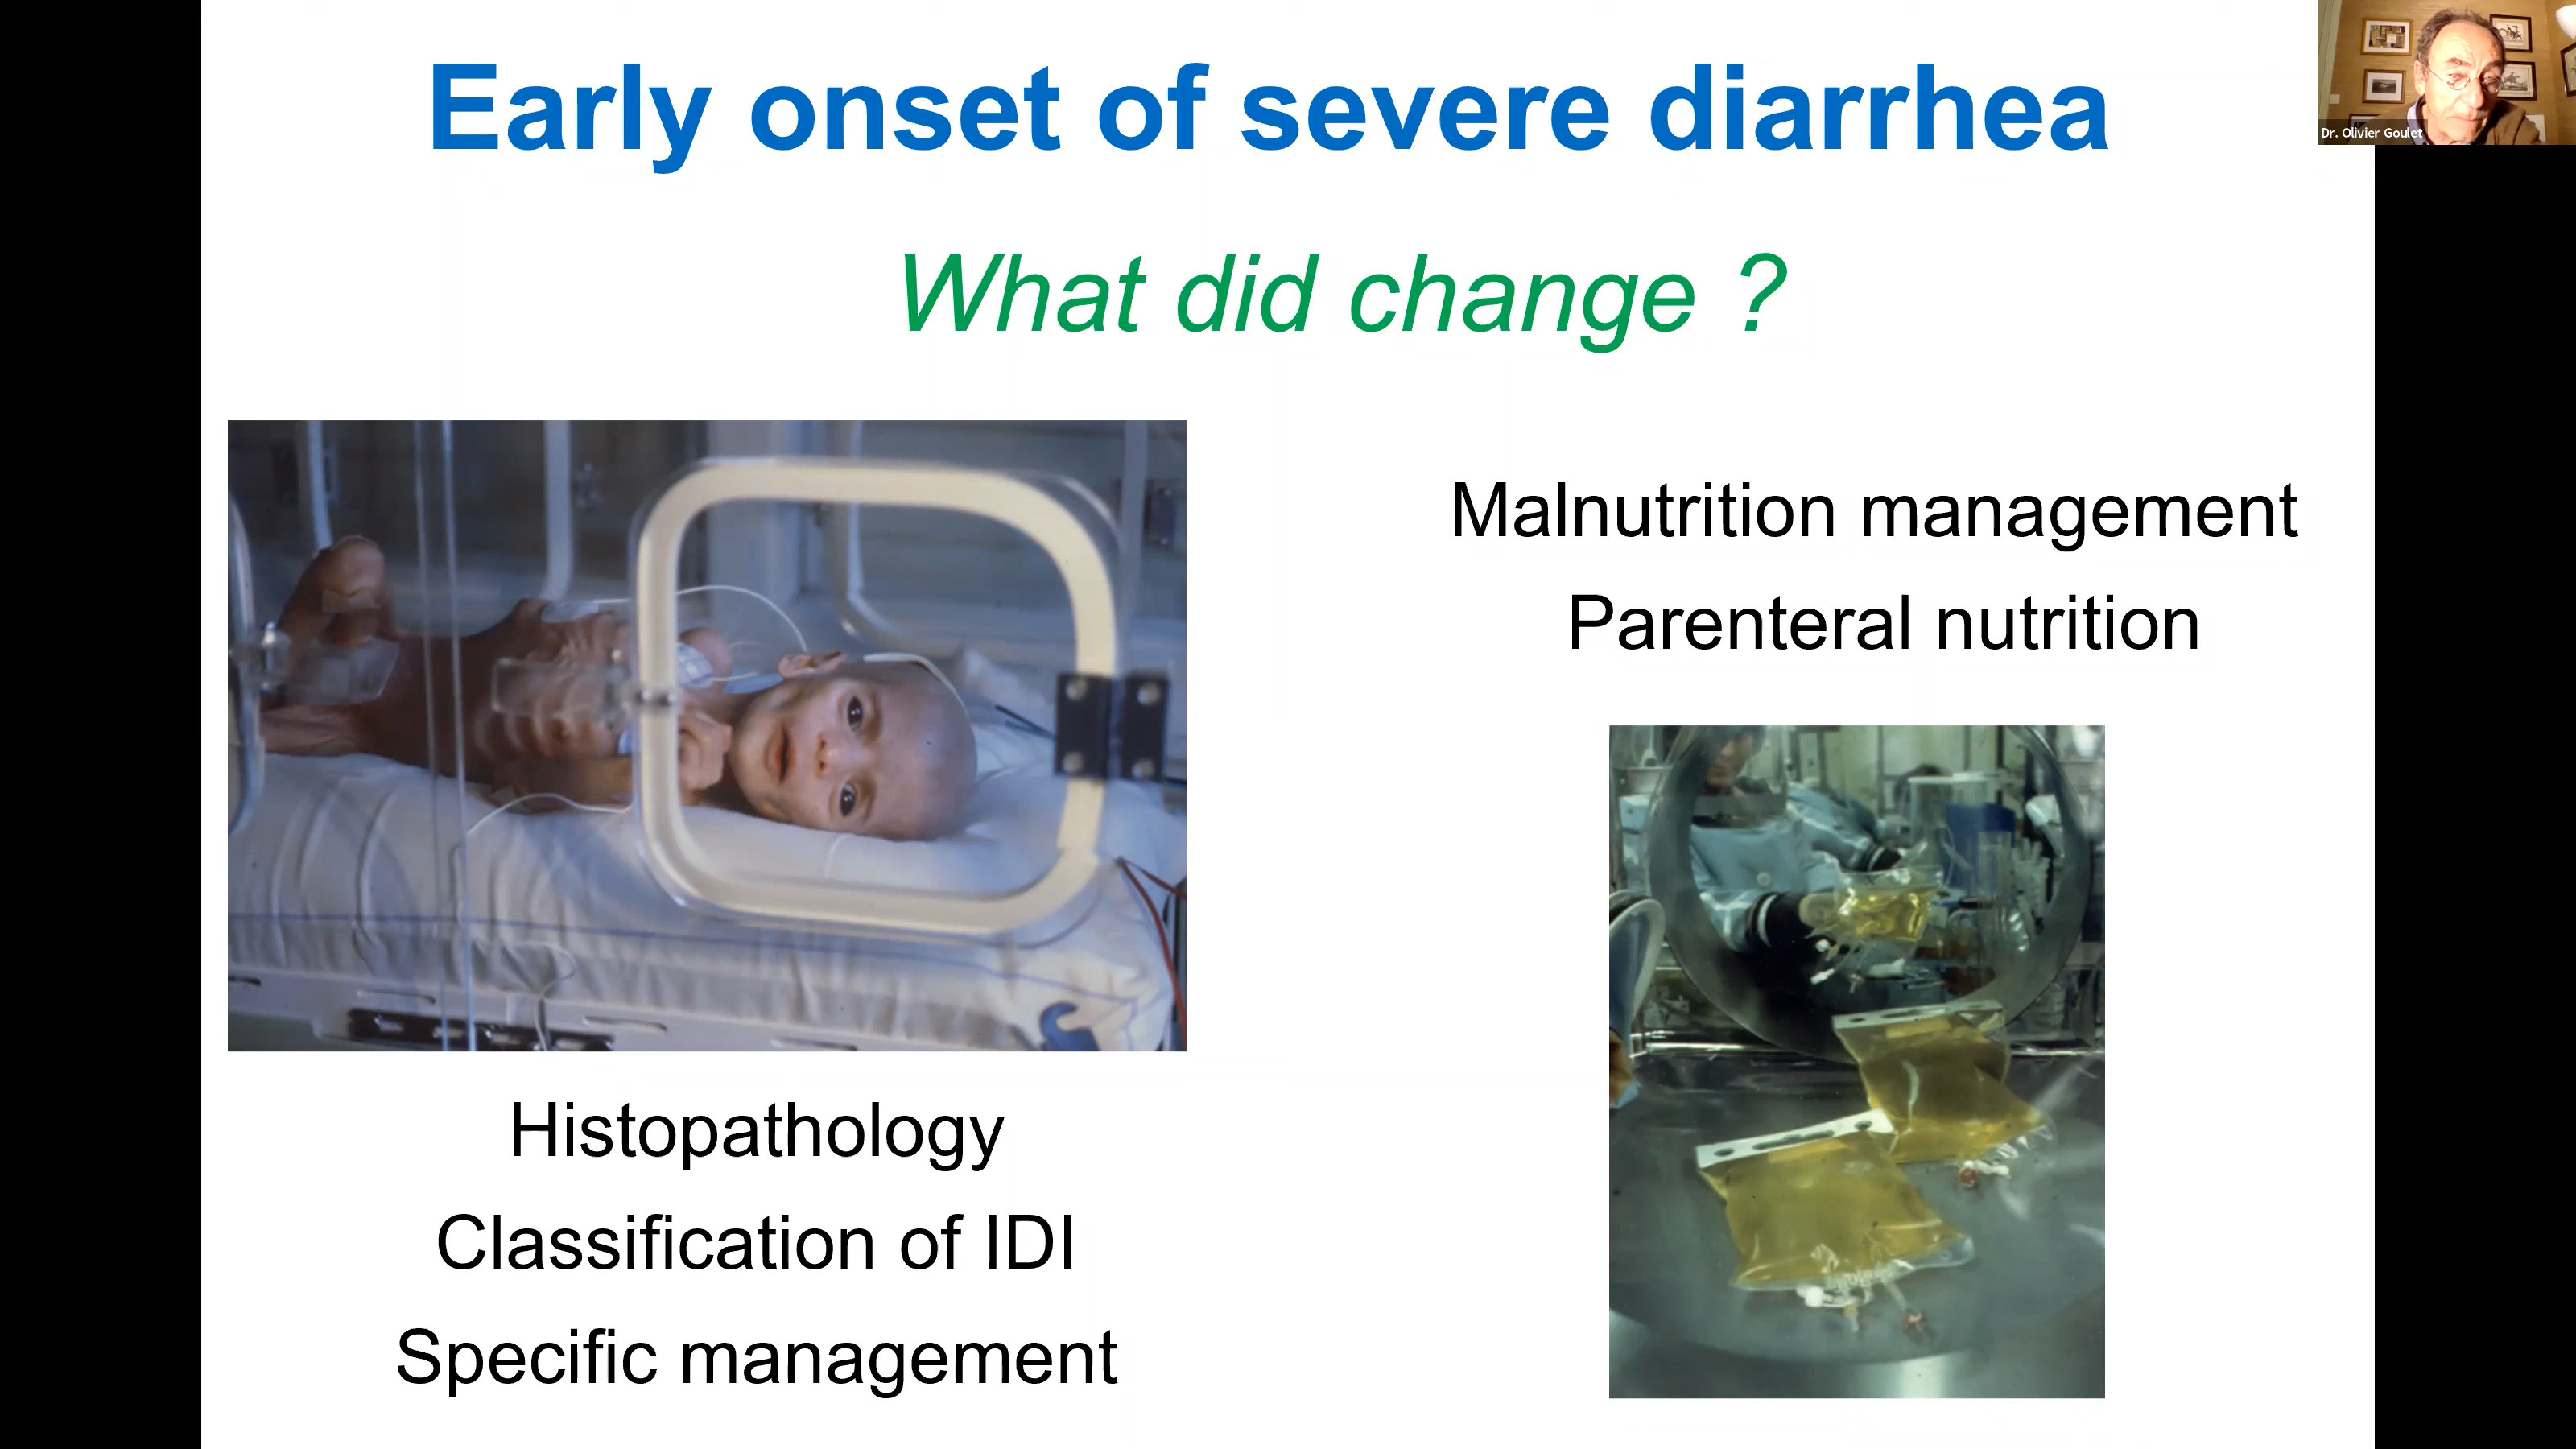 Early onset of severe diarrhea
Dr. Olivier Goulet
What did change ?
Malnutrition management
Parenteral nutrition
Histopathology
Classification of IDI
Specific management